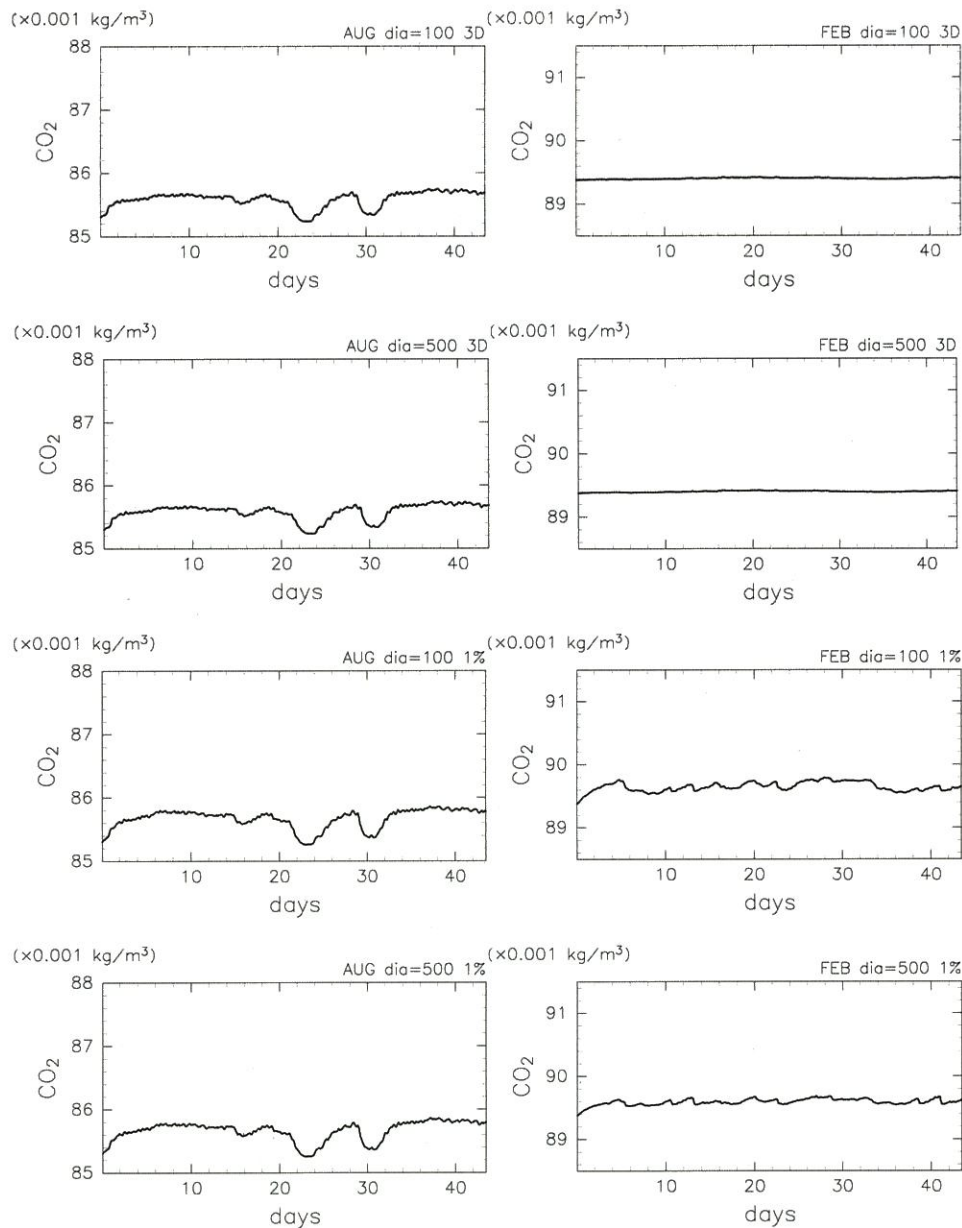 (×0.001 kg/m³)
AUG dia=100 3D
88
87
86
85
CO₂
10 20 30 40
days
(×0.001 kg/m³)
FEB dia=100 3D
91
90
89
CO₂
10 20 30 40
days
(×0.001 kg/m³)
AUG dia=500 3D
88
87
86
85
CO₂
10 20 30 40
days
(×0.001 kg/m³)
FEB dia=500 3D
91
90
89
CO₂
10 20 30 40
days
(×0.001 kg/m³)
AUG dia=100 1%
88
87
86
85
CO₂
10 20 30 40
days
(×0.001 kg/m³)
FEB dia=100 1%
91
90
89
CO₂
10 20 30 40
days
(×0.001 kg/m³)
AUG dia=500 1%
88
87
86
85
CO₂
10 20 30 40
days
(×0.001 kg/m³)
FEB dia=500 1%
91
90
89
CO₂
10 20 30 40
days